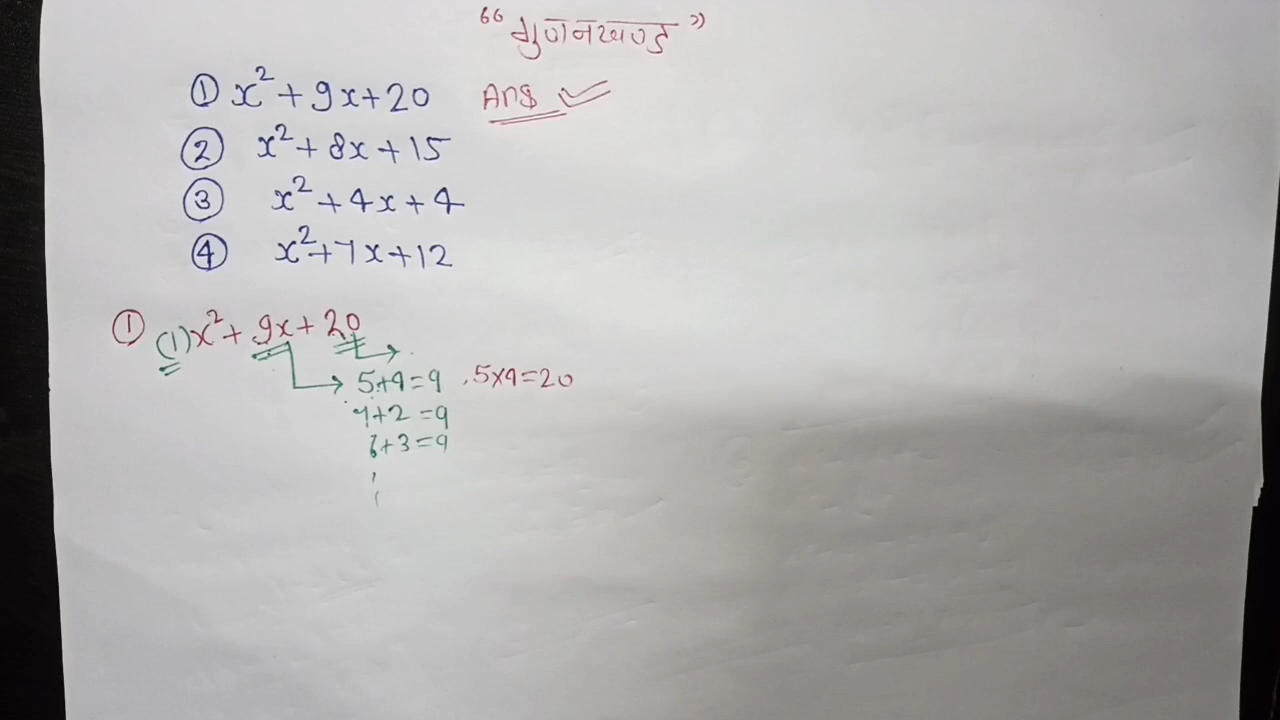 “गुणनखण्ड”
① x² + 9x + 20 Ans ✓
② x² + 8x + 15
③ x² + 4x + 4
④ x² + 7x + 12
① (1)x² + 9x + 20
5+4=9 , 5×4=20
7+2=9
6+3=9